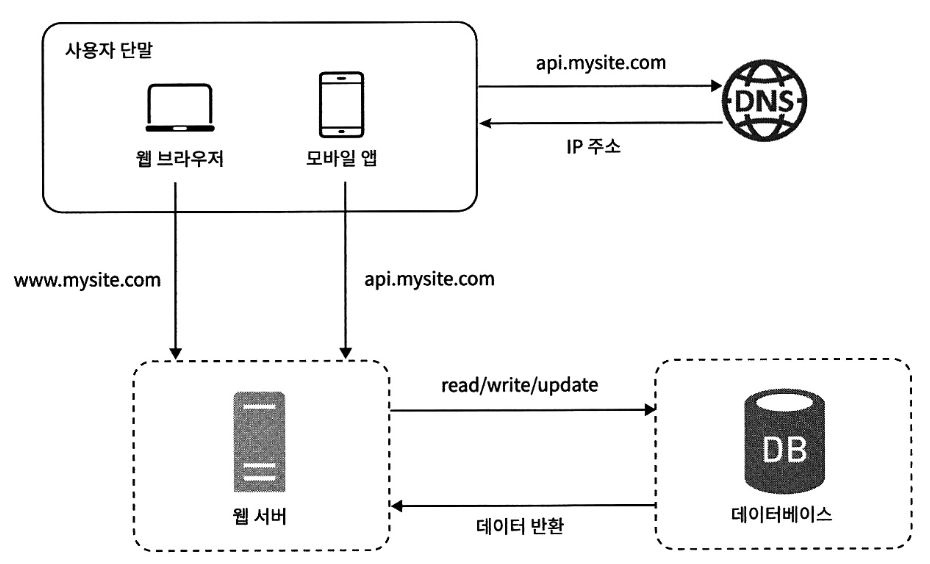 사용자 단말
api.mysite.com
DNS
웹 브라우저
모바일 앱
IP 주소
www.mysite.com
api.mysite.com
read/write/update
DB
웹 서버
데이터 반환
데이터베이스